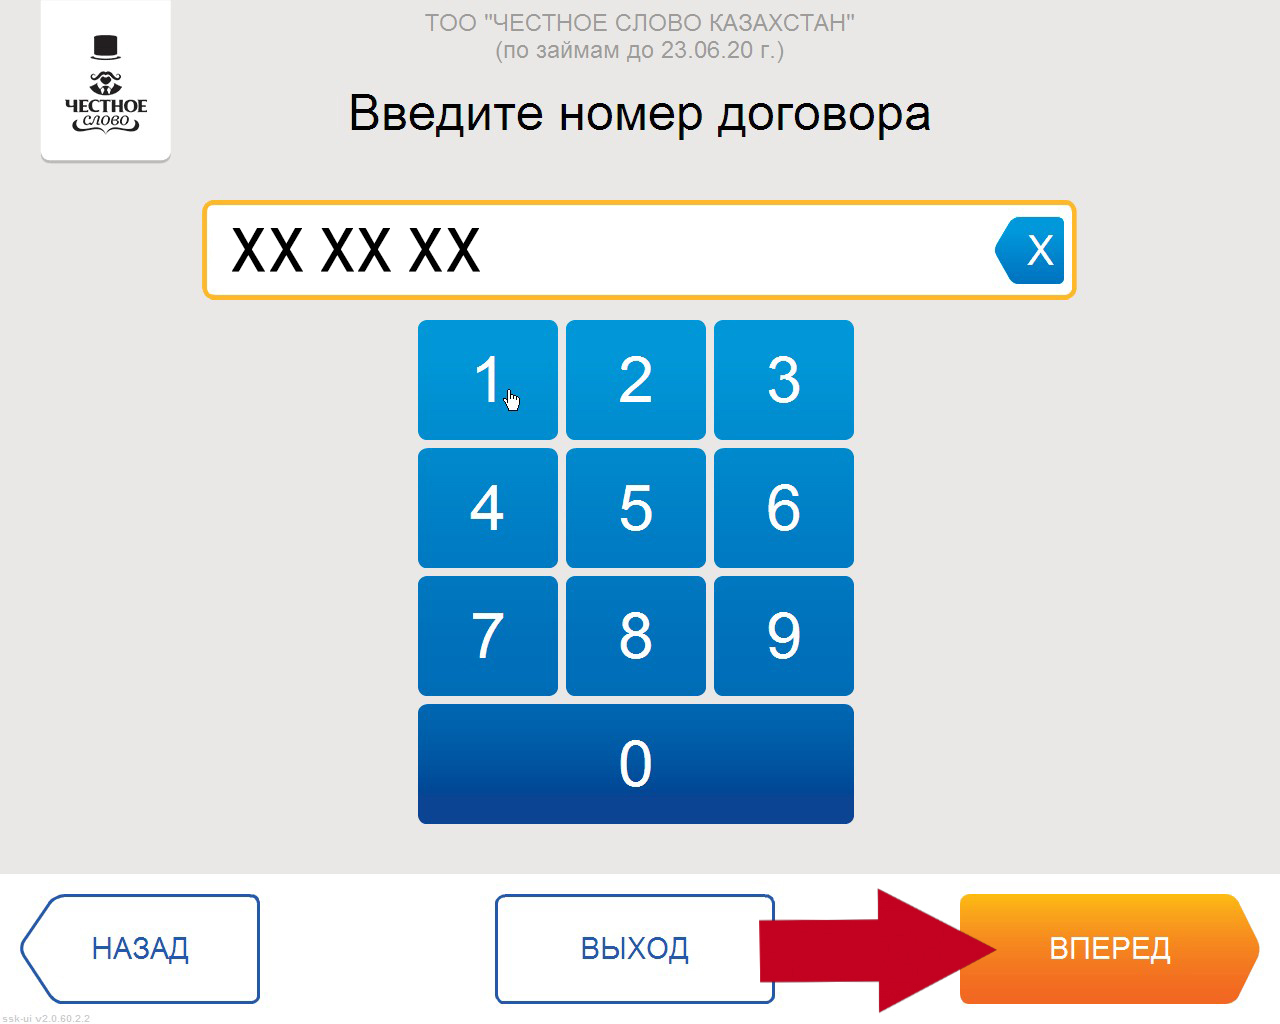 ТОО "ЧЕСТНОЕ СЛОВО КАЗАХСТАН"
(по займам до 23.06.20 г.)
ЧЕСТНОЕ
СЛОВО
Введите номер договора
XX XX XX
X
1 2 3
4 5 6
7 8 9
0
НАЗАД
ВЫХОД
ВПЕРЕД
ssk-ui v2.0.60.2.2